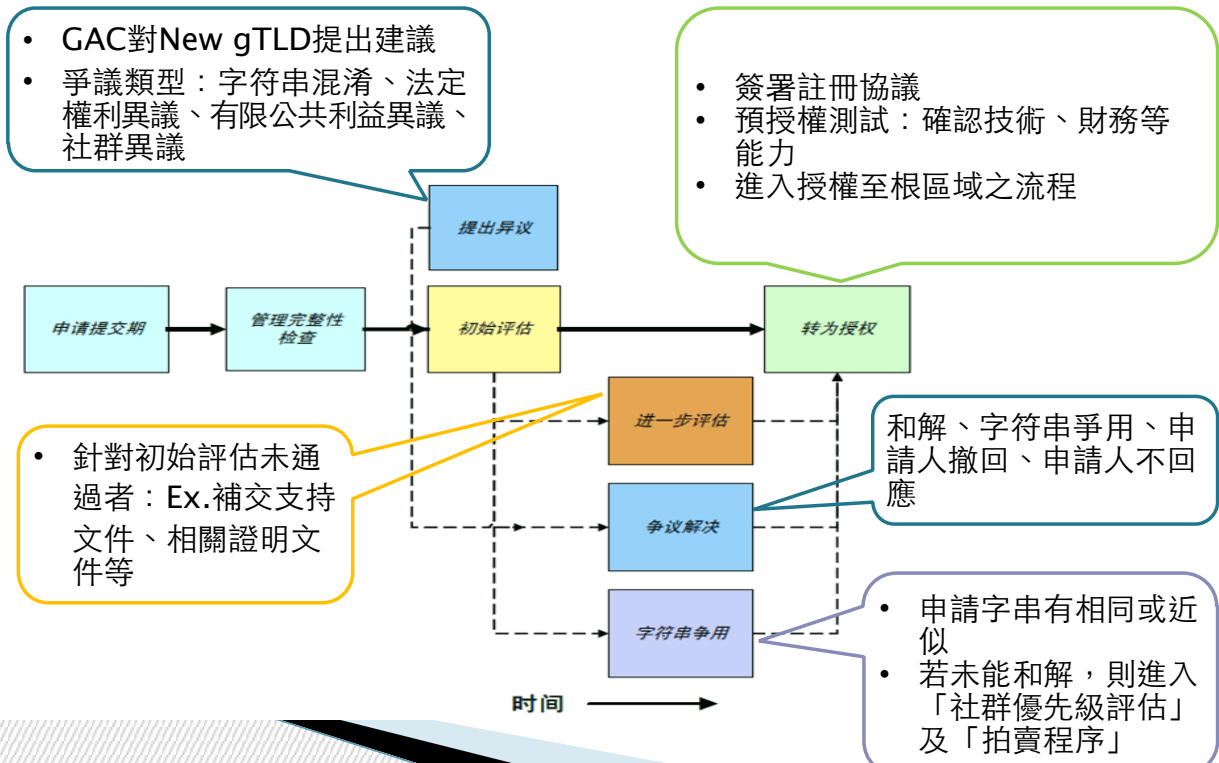 • GAC對New gTLD提出建議
• 爭議類型：字符串混淆、法定
權利異議、有限公共利益異議、
社群異議
• 簽署註冊協議
• 預授權測試：確認技術、財務等
能力
• 進入授權至根區域之流程
提出异议
申请提交期
管理完整性
检查
初始评估
转为授权
进一步评估
• 針對初始評估未通
過者：Ex.補交支持
文件、相關證明文
件等
和解、字符串爭用、申
請人撤回、申請人不回
應
争议解决
字符串争用
• 申請字串有相同或近
似
• 若未能和解，則進入
「社群優先級評估」
及「拍賣程序」
时间